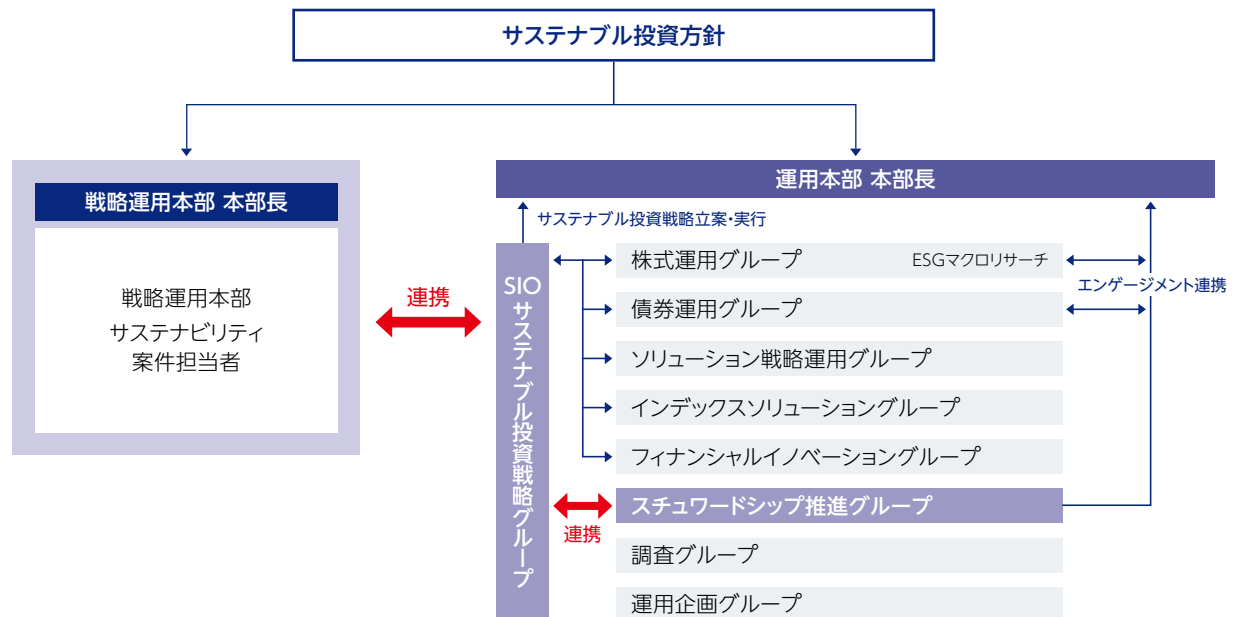 サステナブル投資方針
戦略運用本部 本部長
戦略運用本部
サステナビリティ
案件担当者
連携
運用本部 本部長
サステナブル投資戦略立案・実行
SIO サステナブル投資戦略グループ
株式運用グループ ESGマクロリサーチ
エンゲージメント連携
債券運用グループ
ソリューション戦略運用グループ
インデックスソリューショングループ
フィナンシャルイノベーショングループ
スチュワードシップ推進グループ
連携
調査グループ
運用企画グループ